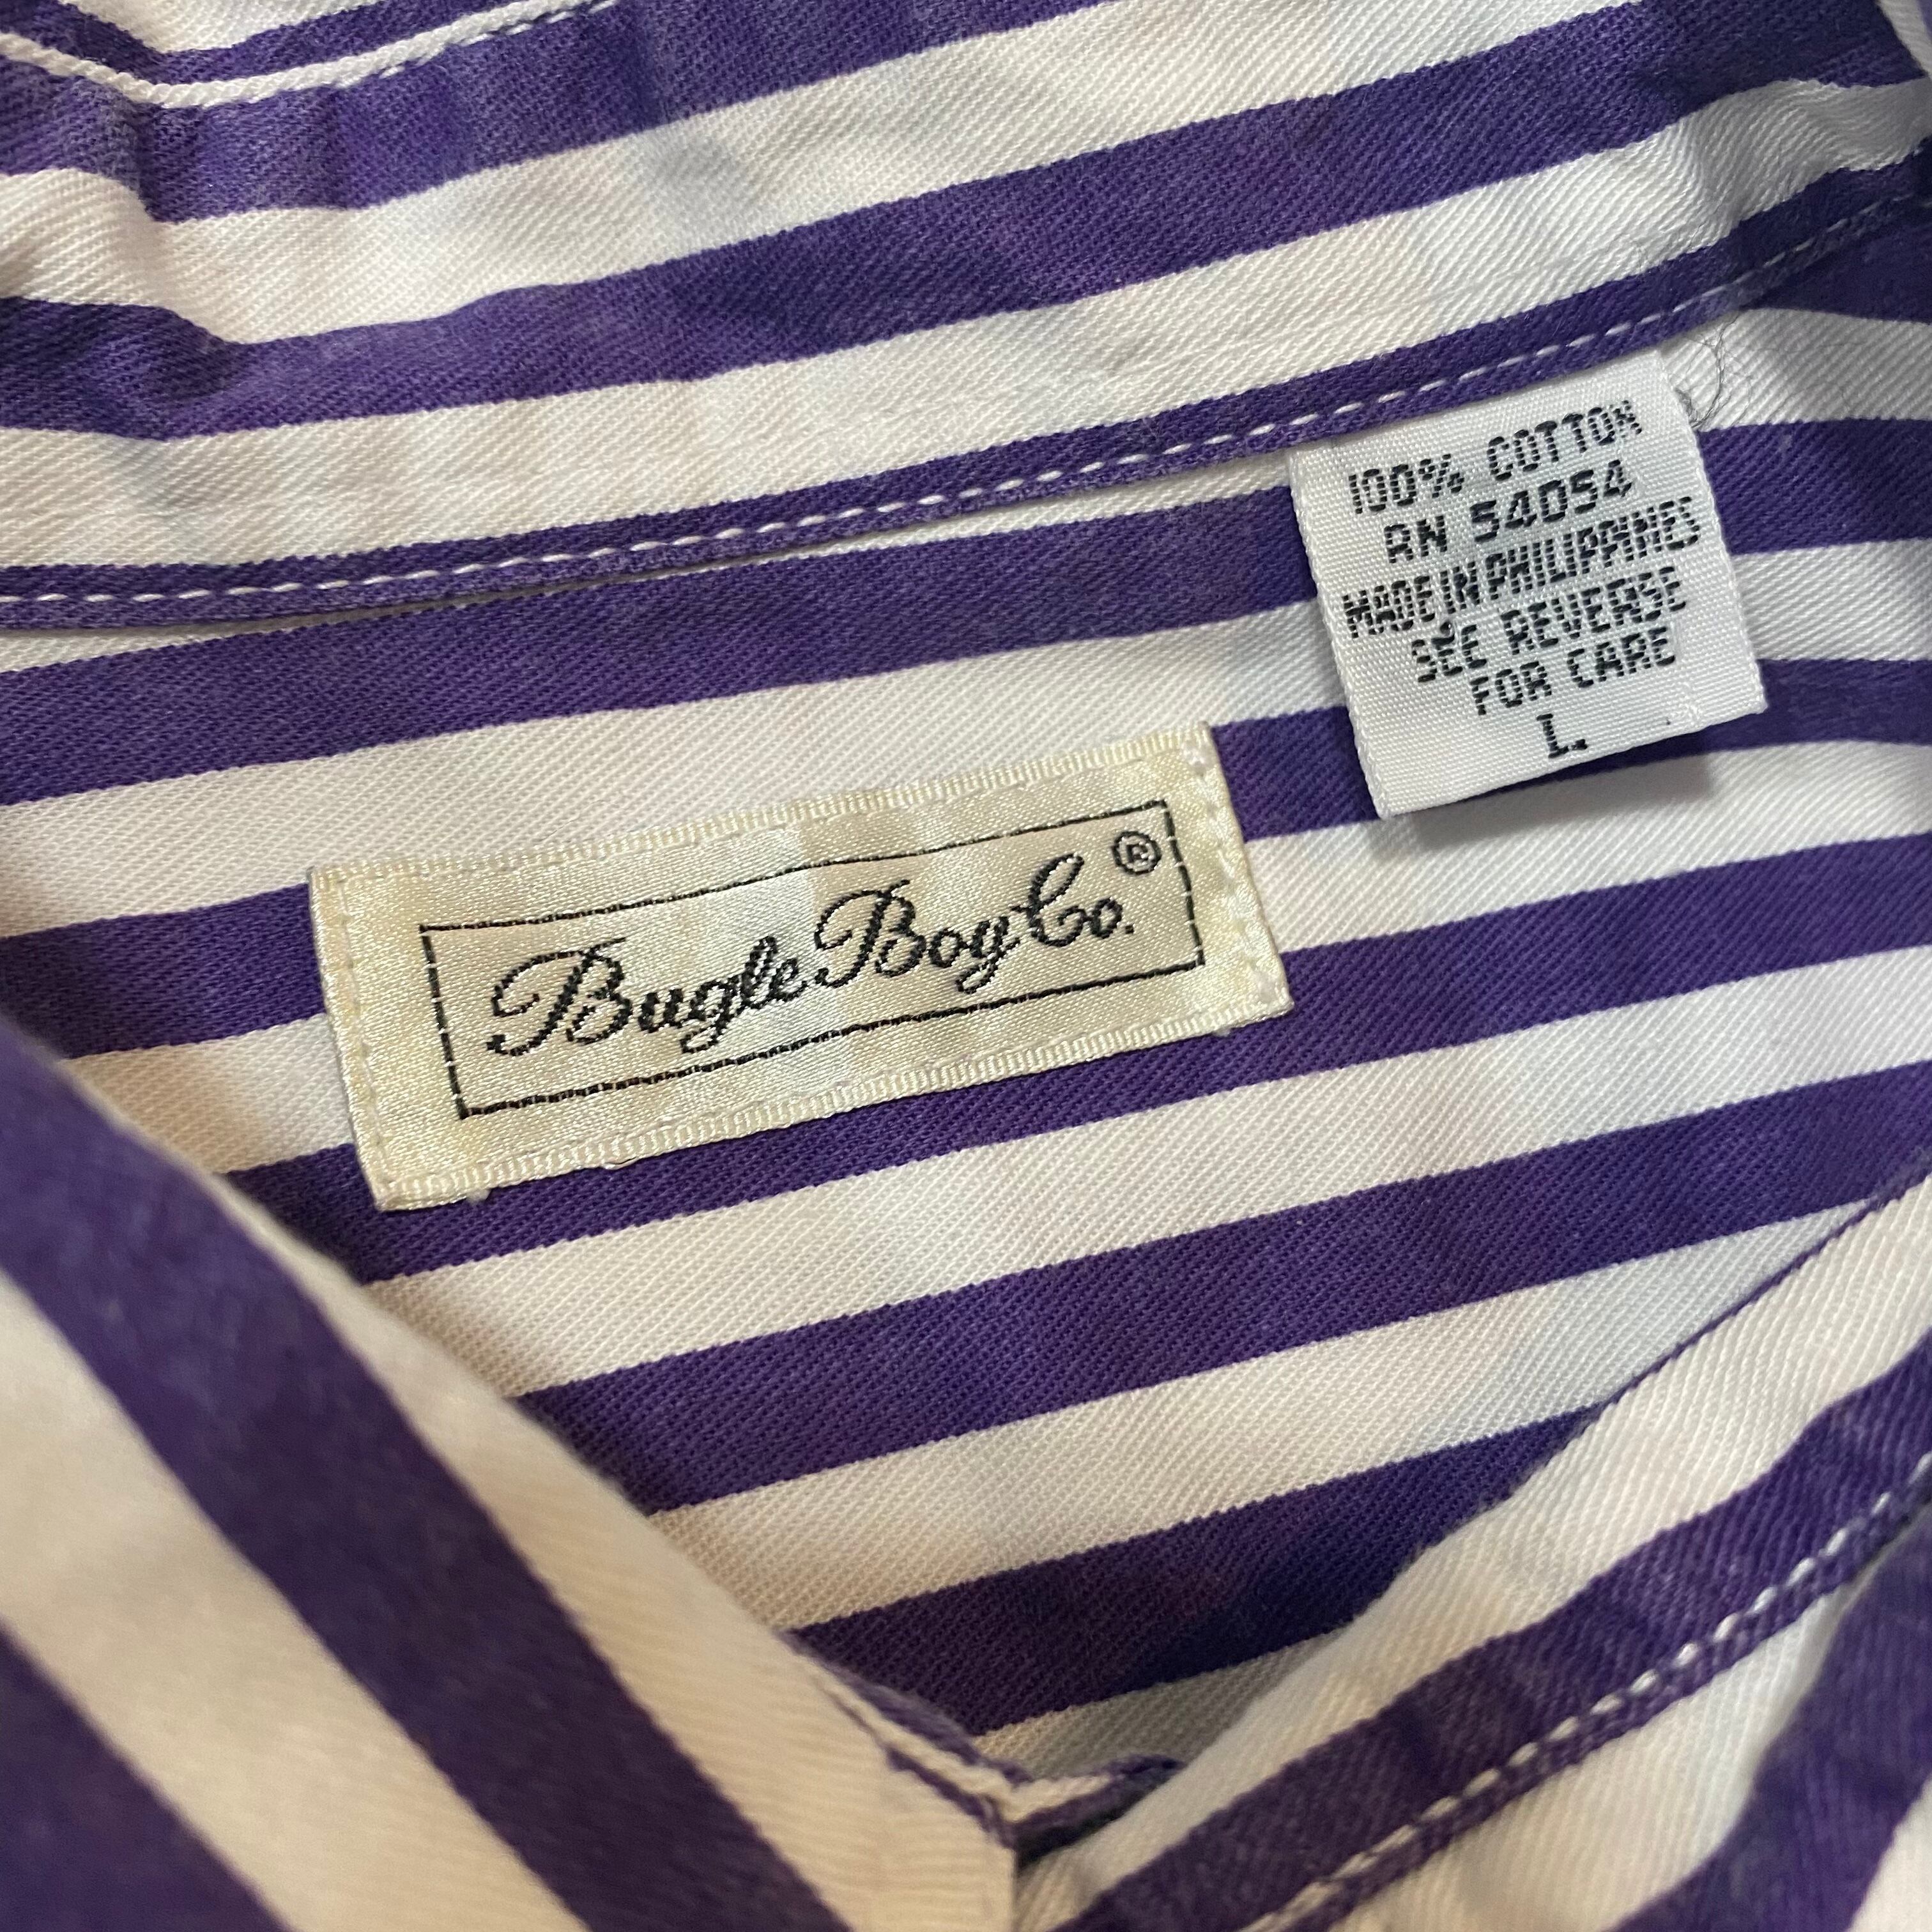 100% COTTON
RN 54054
MADE IN PHILIPPINES
SEE REVERSE
FOR CARE
L.
Bugle Boy Co.®